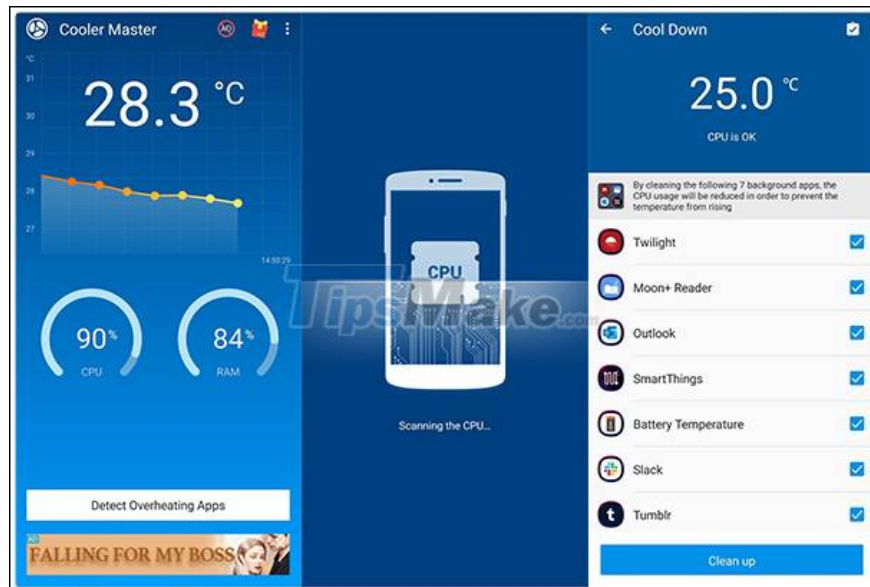 Cooler Master
AD
°C
31
30
29
28
27
28.3 °C
14:50:29
90%
CPU
84%
RAM
Detect Overheating Apps
AD
FALLING FOR MY BOSS
CPU
Scanning the CPU...
TipsMake.com
Cool Down
25.0 °C
CPU is OK
By cleaning the following 7 background apps, the
CPU usage will be reduced in order to prevent the
temperature from rising
Twilight
Moon+ Reader
Outlook
SmartThings
Battery Temperature
Slack
t
Tumblr
Clean up